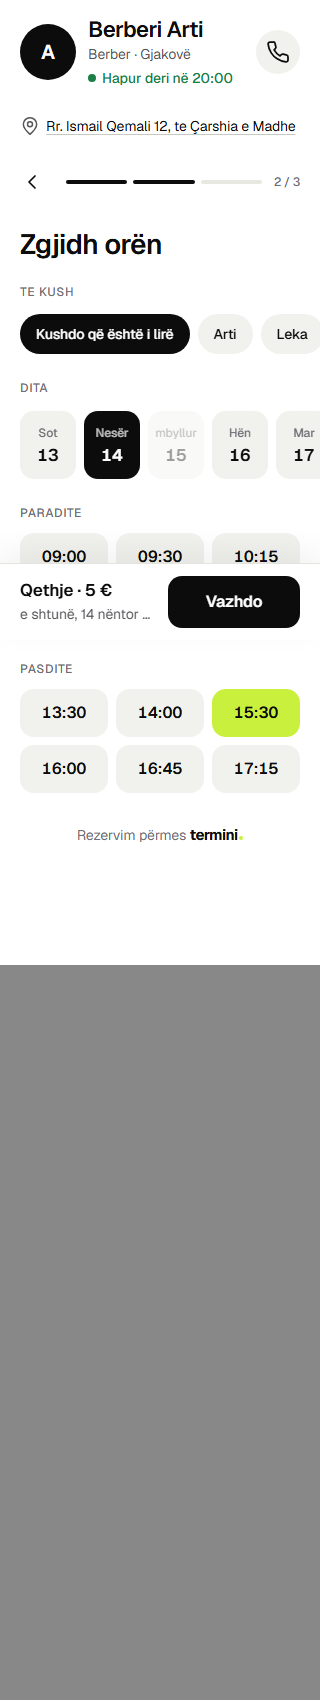 A
Berberi Arti
Berber · Gjakovë
Hapur deri në 20:00
Rr. Ismail Qemali 12, te Çarshia e Madhe
2 / 3
Zgjidh orën
TE KUSH
Kushdo që është i lirë
Arti
Leka
DITA
Sot
13
Nesër
14
mbyllur
15
Hën
16
Mar
17
PARADITE
09:00
09:30
10:15
Qethje · 5 €
e shtunë, 14 nëntor ...
Vazhdo
PASDITE
13:30
14:00
15:30
16:00
16:45
17:15
Rezervim përmes termini.